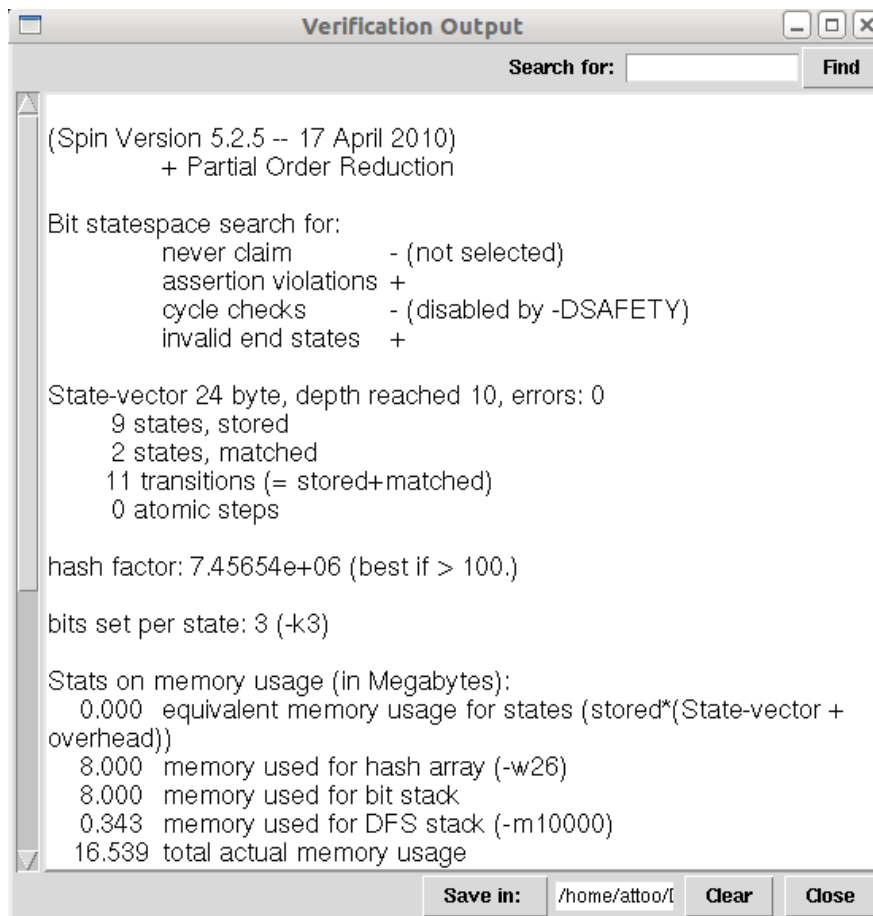 Verification Output
Search for: Find
(Spin Version 5.2.5 -- 17 April 2010)
+ Partial Order Reduction
Bit statespace search for:
never claim - (not selected)
assertion violations +
cycle checks - (disabled by -DSAFETY)
invalid end states +
State-vector 24 byte, depth reached 10, errors: 0
9 states, stored
2 states, matched
11 transitions (= stored+matched)
0 atomic steps
hash factor: 7.45654e+06 (best if > 100.)
bits set per state: 3 (-k3)
Stats on memory usage (in Megabytes):
0.000 equivalent memory usage for states (stored*(State-vector +
overhead))
8.000 memory used for hash array (-w26)
8.000 memory used for bit stack
0.343 memory used for DFS stack (-m10000)
16.539 total actual memory usage
Save in: /home/attoo/D Clear Close